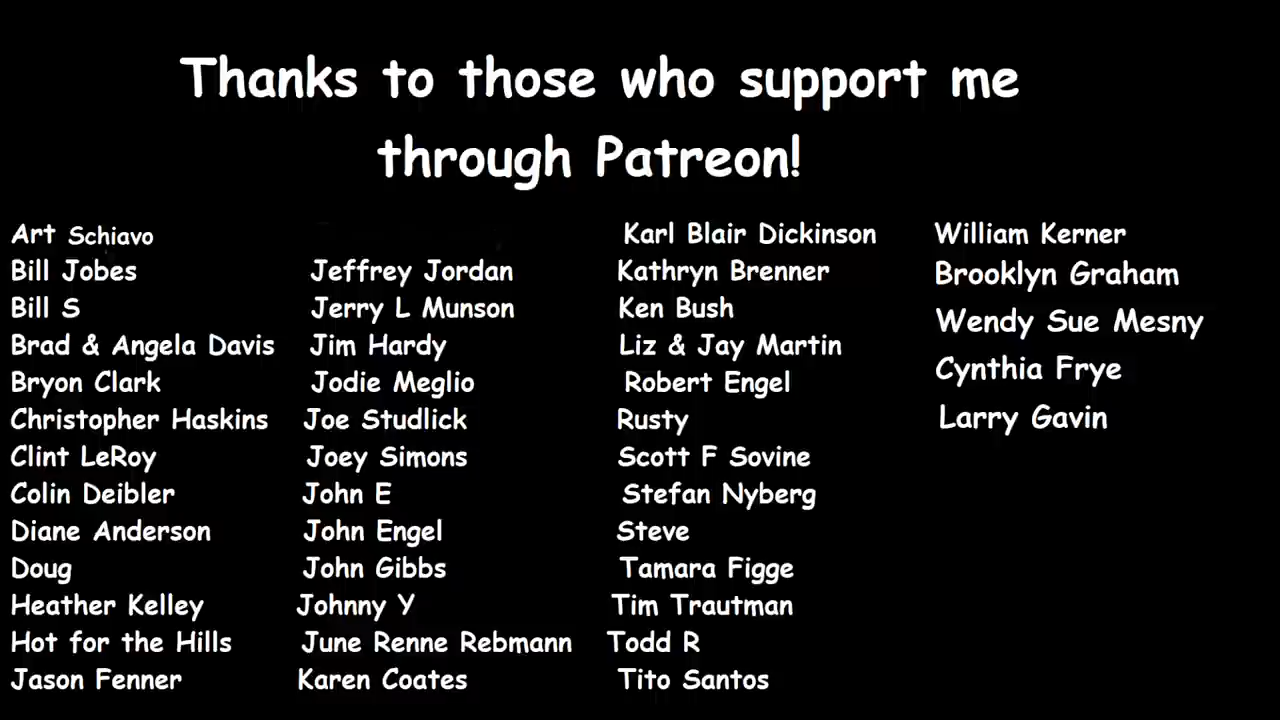 Thanks to those who support me
through Patreon!
Art Schiavo
Bill Jobes
Bill S
Brad & Angela Davis
Bryon Clark
Christopher Haskins
Clint LeRoy
Colin Deibler
Diane Anderson
Doug
Heather Kelley
Hot for the Hills
Jason Fenner
Jeffrey Jordan
Jerry L Munson
Jim Hardy
Jodie Meglio
Joe Studlick
Joey Simons
John E
John Engel
John Gibbs
Johnny Y
June Renne Rebmann
Karen Coates
Karl Blair Dickinson
Kathryn Brenner
Ken Bush
Liz & Jay Martin
Robert Engel
Rusty
Scott F Sovine
Stefan Nyberg
Steve
Tamara Figge
Tim Trautman
Todd R
Tito Santos
William Kerner
Brooklyn Graham
Wendy Sue Mesny
Cynthia Frye
Larry Gavin